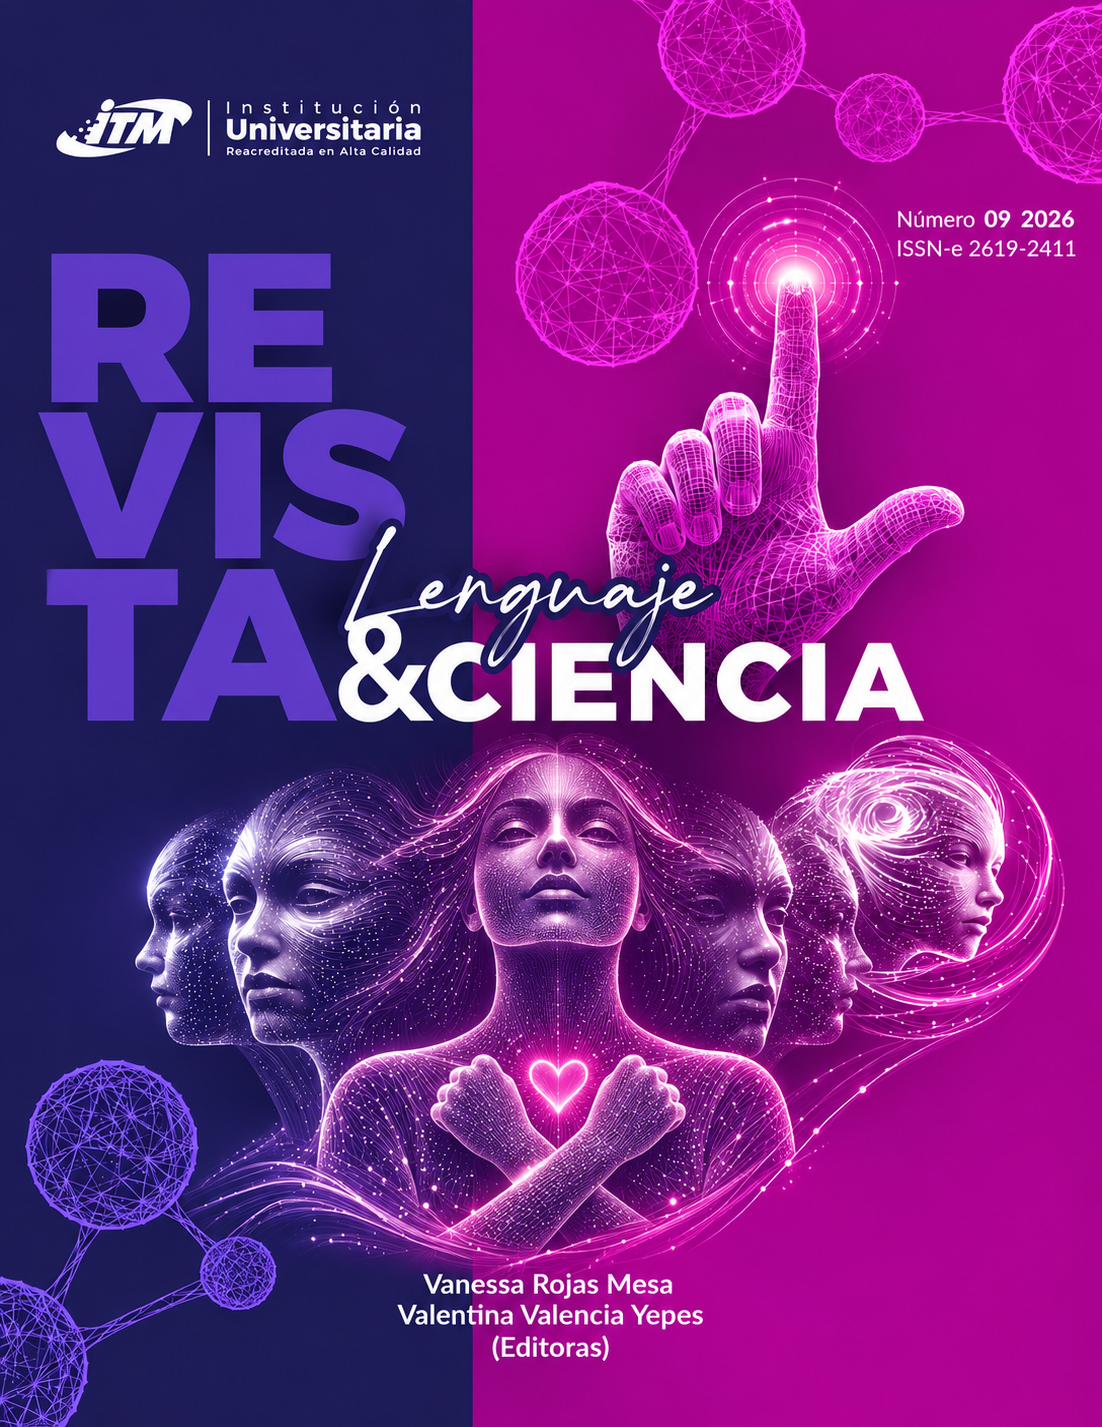 iTM
Institución
Universitaria
Reacreditada en Alta Calidad
Número 09 2026
ISSN-e 2619-2411
RE
VIS
TA
Lenguaje
&CIENCIA
Vanessa Rojas Mesa
Valentina Valencia Yepes
(Editoras)